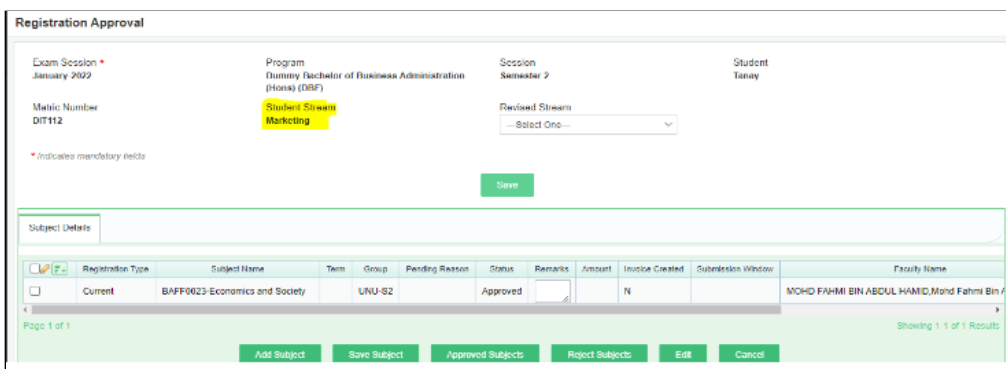 Registration Approval
Exam Session *
January 2022
Program
Dummy Bachelor of Business Administration
(Hons) (DBF)
Session
Semester 2
Student
Tanay
Matric Number
DIT112
Student Stream
Marketing
Revised Stream
---Select One---
* Indicates mandatory fields
Save
Subject Details
Registration Type Subject Name Term Group Pending Reason Status Remarks Amount Invoice Created Submission Window Faculty Name
Current BAFF0023-Economics and Society UNU-S2 Approved N MOHD FAHMI BIN ABDUL HAMID,Mohd Fahmi Bin A
Page 1 of 1
Showing 1 1 of 1 Results
Add Subject Save Subject Approved Subjects Reject Subjects Edit Cancel